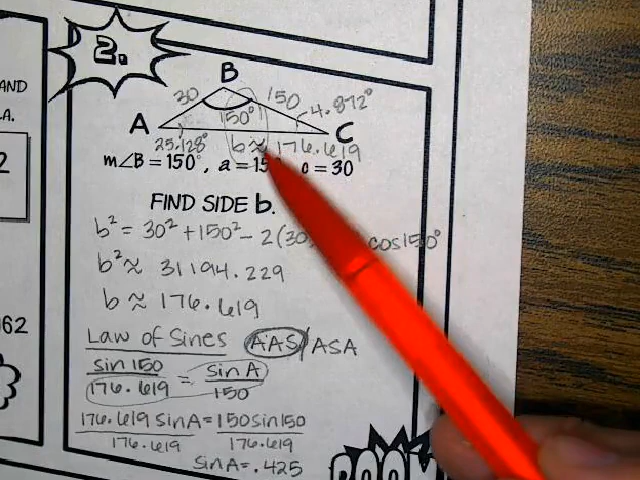 AND
LA.
2
62
2.
B
30
150
150°
4.872°
A
C
25.128°
b ≈ 176.619
m∠B = 150°, a = 15 = 30
FIND SIDE b.
b² = 30² + 150² - 2(30 cos150°
b² ≈ 31194.229
b ≈ 176.619
Law of Sines AAS/ASA
sin 150 / 176.619 = sin A / 150
176.619 sin A / 176.619 = 150 sin 150 / 176.619
sin A = .425